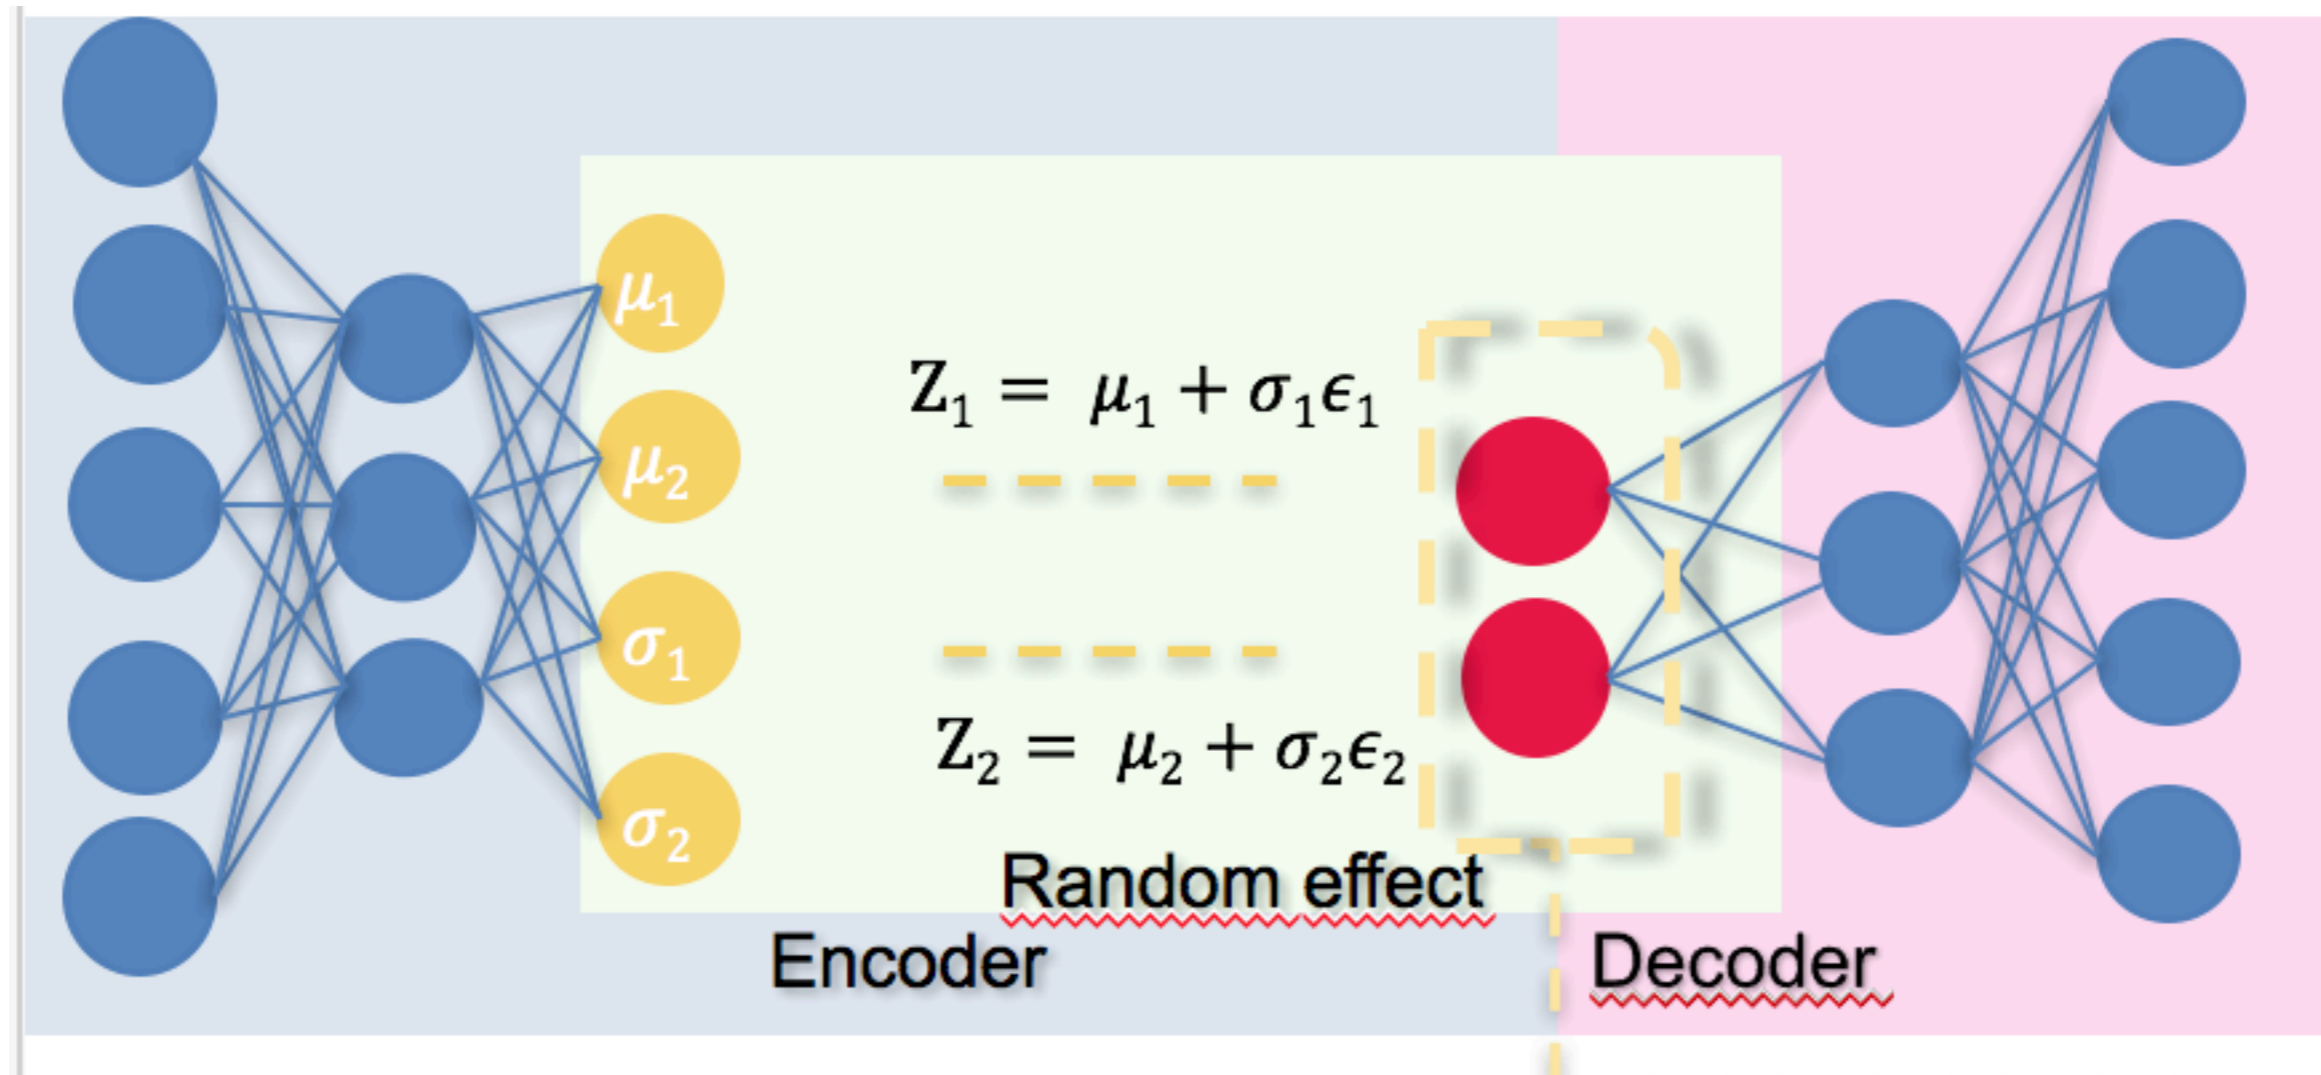 μ₁
μ₂
σ₁
σ₂
Z₁ = μ₁ + σ₁ϵ₁
Z₂ = μ₂ + σ₂ϵ₂
Random effect
Encoder
Decoder